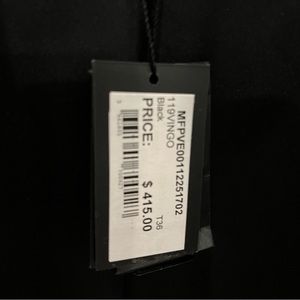 MFPVE00112251702
119VINGO
Black
T36
PRICE:
$ 415.00